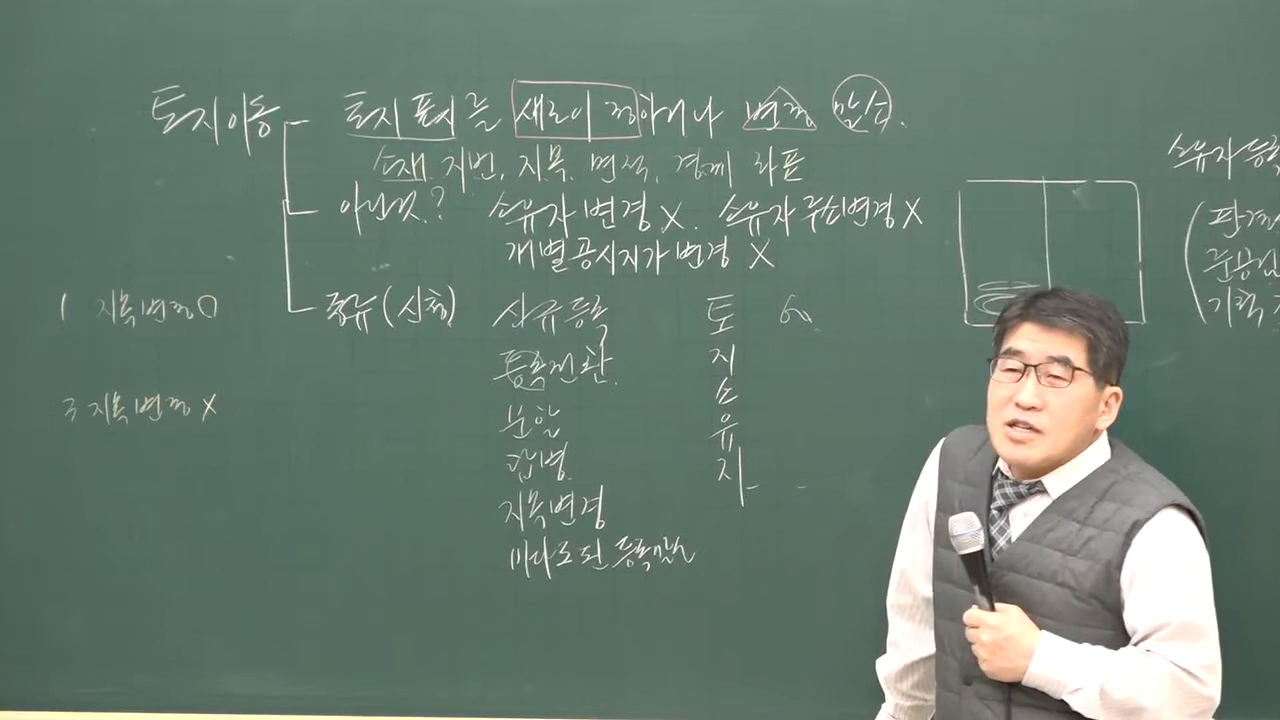 토지이동 토지 표시를 새로이 정하거나 변경 말소.
소재, 지번, 지목, 면적, 경계 좌표
아닌것? 소유자 변경 X. 소유자 주소변경 X
개별공시지가 변경 X
종류(신청) 신규등록 토 60
등록전환. 지
분할 소
합병 유
지목변경 자
바다로 된 등록말소
1 지목변경 O
지목변경 X
소유자등록
준공